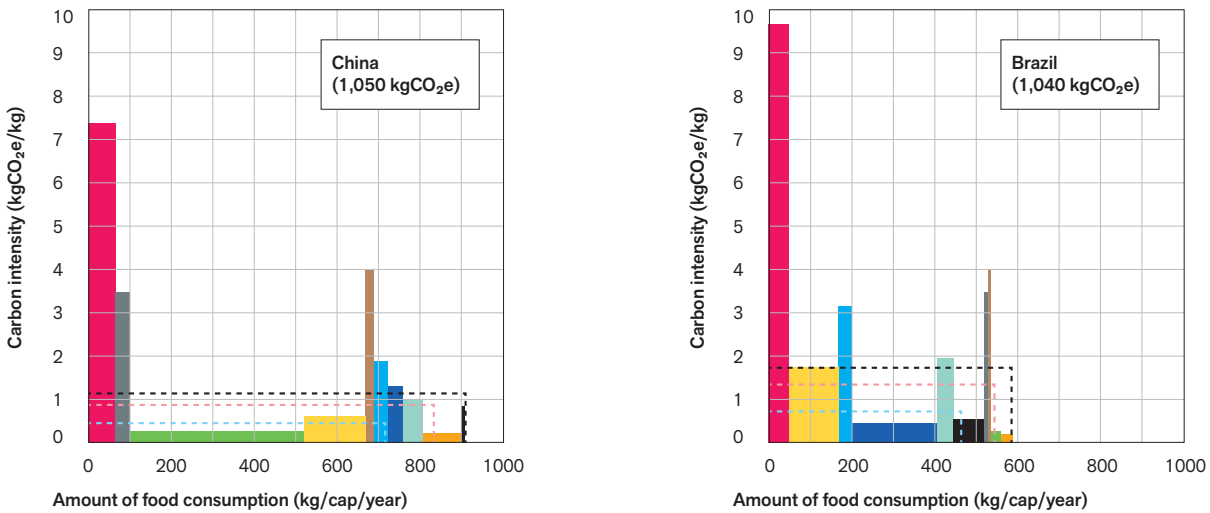 10
9
8
7
6
5
4
3
2
1
0
Carbon intensity (kgCO₂e/kg)
China
(1,050 kgCO₂e)
0 200 400 600 800 1000
Amount of food consumption (kg/cap/year)
10
9
8
7
6
5
4
3
2
1
0
Carbon intensity (kgCO₂e/kg)
Brazil
(1,040 kgCO₂e)
0 200 400 600 800 1000
Amount of food consumption (kg/cap/year)